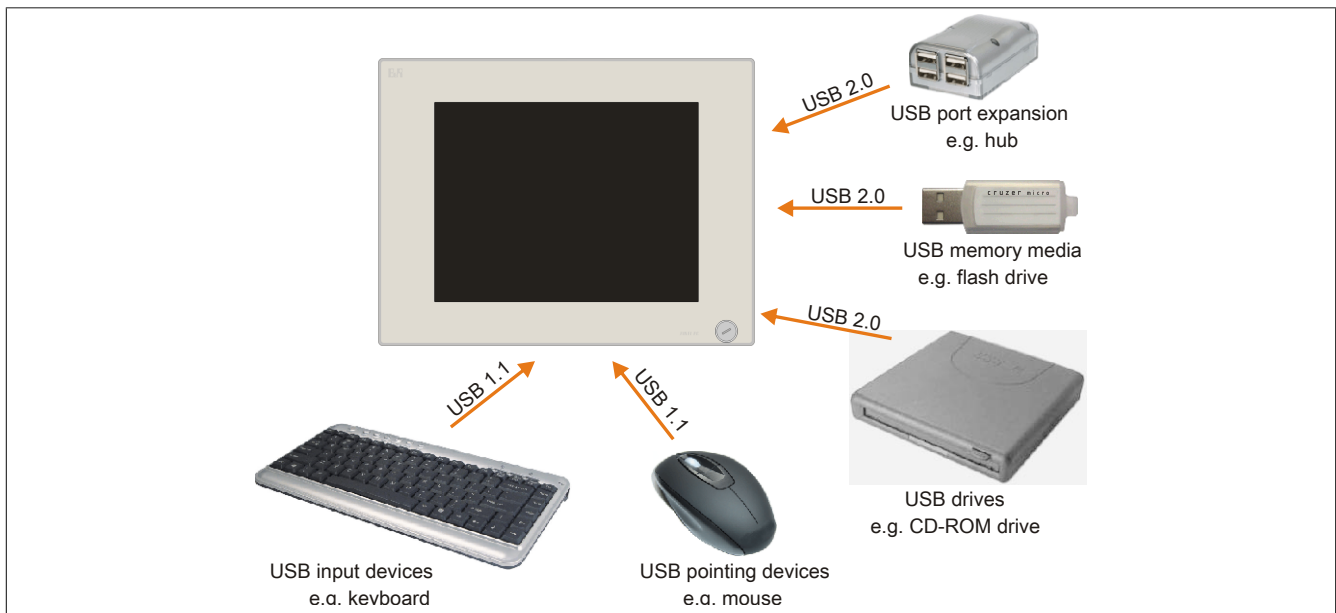 B&R
USB 2.0
USB port expansion
e.g. hub
USB 2.0
cruzer micro
USB memory media
e.g. flash drive
USB 2.0
USB drives
e.g. CD-ROM drive
USB 1.1
USB 1.1
USB input devices
e.g. keyboard
USB pointing devices
e.g. mouse